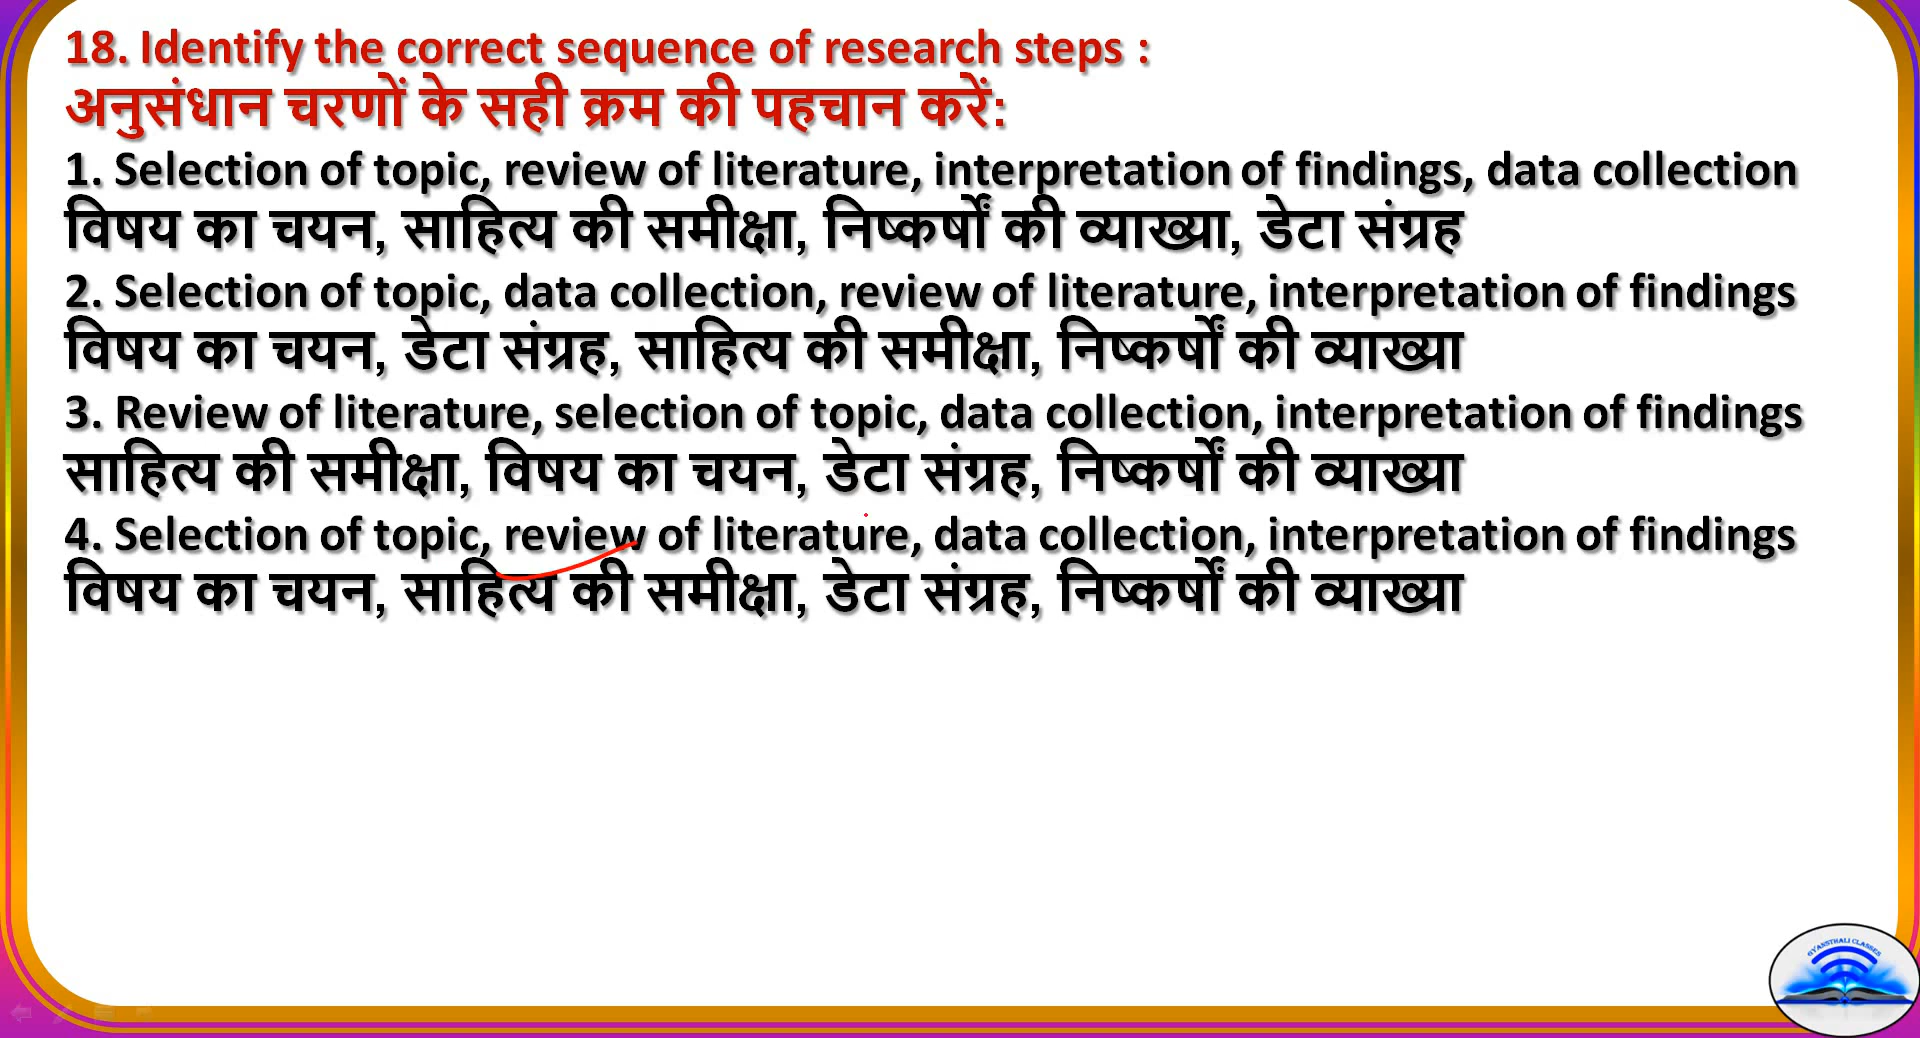 18. Identify the correct sequence of research steps :
अनुसंधान चरणों के सही क्रम की पहचान करें:
1. Selection of topic, review of literature, interpretation of findings, data collection
विषय का चयन, साहित्य की समीक्षा, निष्कर्षों की व्याख्या, डेटा संग्रह
2. Selection of topic, data collection, review of literature, interpretation of findings
विषय का चयन, डेटा संग्रह, साहित्य की समीक्षा, निष्कर्षों की व्याख्या
3. Review of literature, selection of topic, data collection, interpretation of findings
साहित्य की समीक्षा, विषय का चयन, डेटा संग्रह, निष्कर्षों की व्याख्या
4. Selection of topic, review of literature, data collection, interpretation of findings
विषय का चयन, साहित्य की समीक्षा, डेटा संग्रह, निष्कर्षों की व्याख्या
GYANSTHALI CLASSES